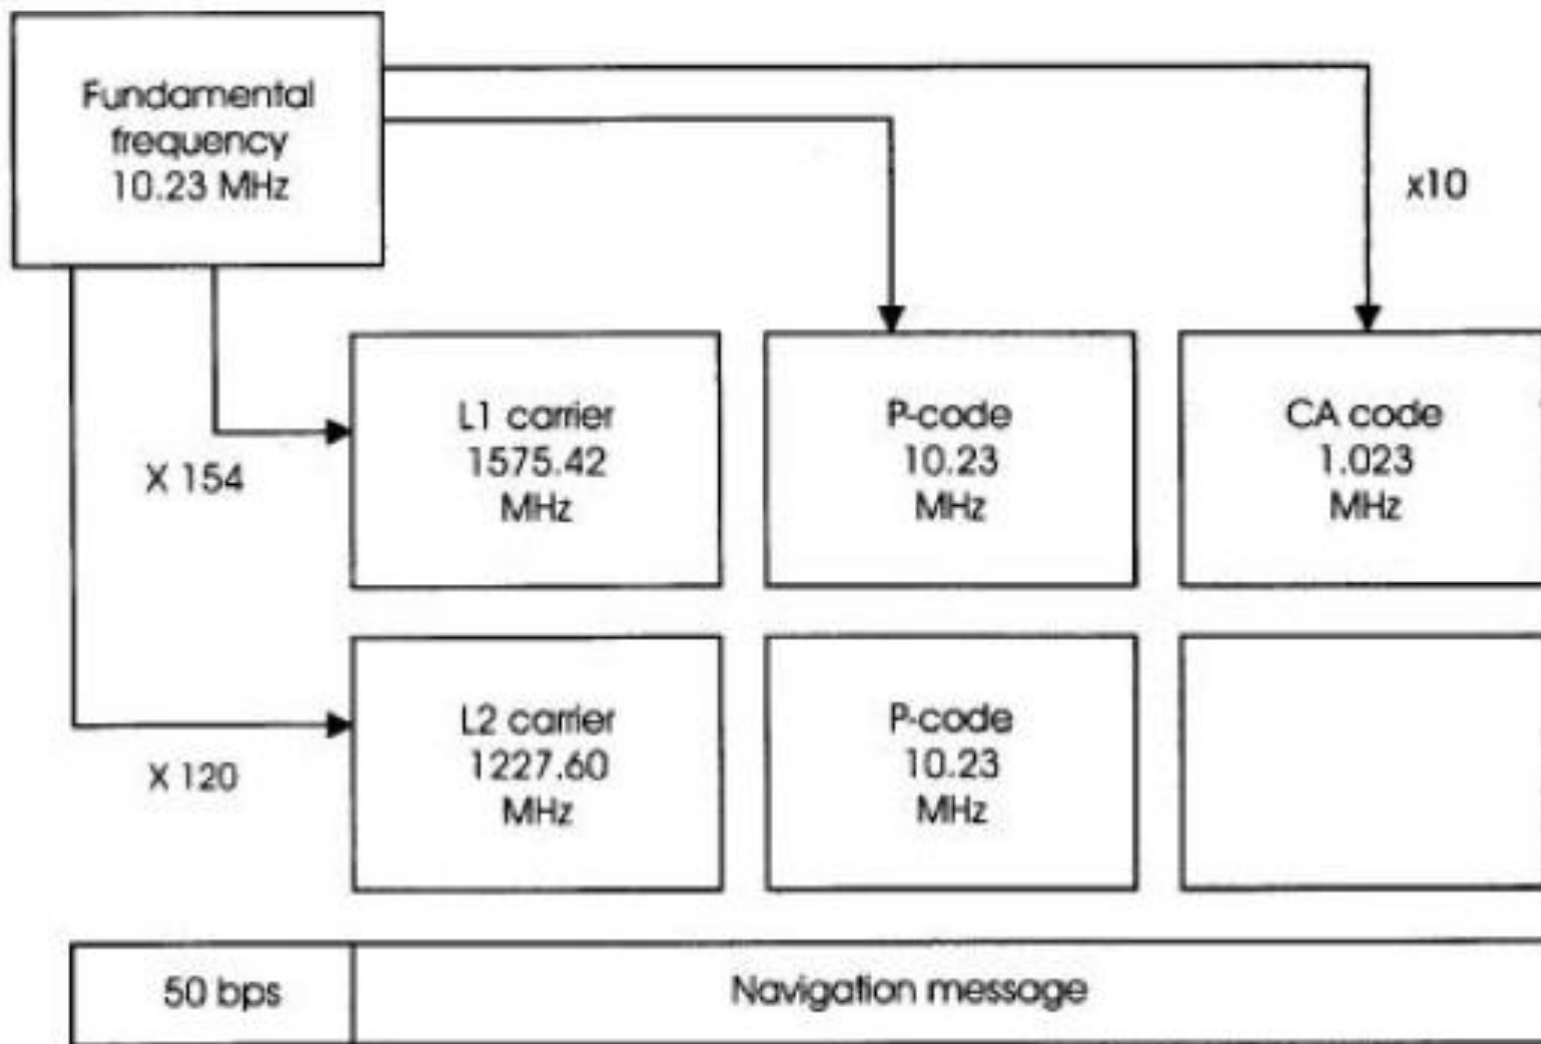 Fundamental
frequency
10.23 MHz
x10
L1 carrier
1575.42
MHz
P-code
10.23
MHz
CA code
1.023
MHz
X 154
L2 carrier
1227.60
MHz
P-code
10.23
MHz
X 120
50 bps
Navigation message